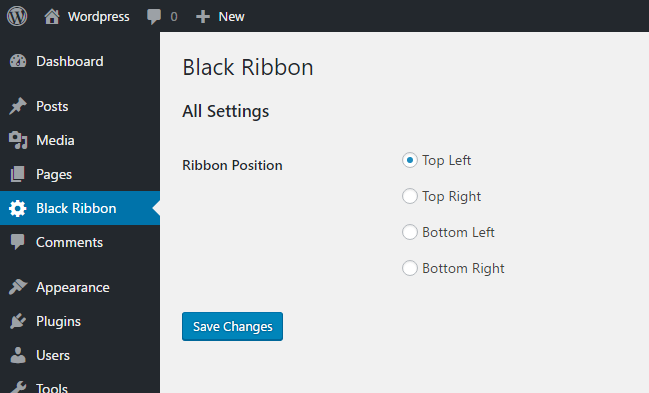 Wordpress 0 New
Dashboard
Posts
Media
Pages
Black Ribbon
Comments
Appearance
Plugins
Users
Tools
Black Ribbon
All Settings
Ribbon Position
Top Left
Top Right
Bottom Left
Bottom Right
Save Changes